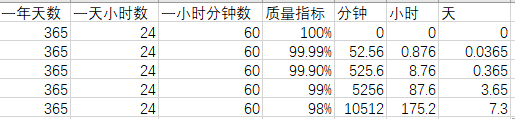 一年天数 一天小时数 一小时分钟数 质量指标 分钟 小时 天
365 24 60 100% 0 0 0
365 24 60 99.99% 52.56 0.876 0.0365
365 24 60 99.90% 525.6 8.76 0.365
365 24 60 99% 5256 87.6 3.65
365 24 60 98% 10512 175.2 7.3